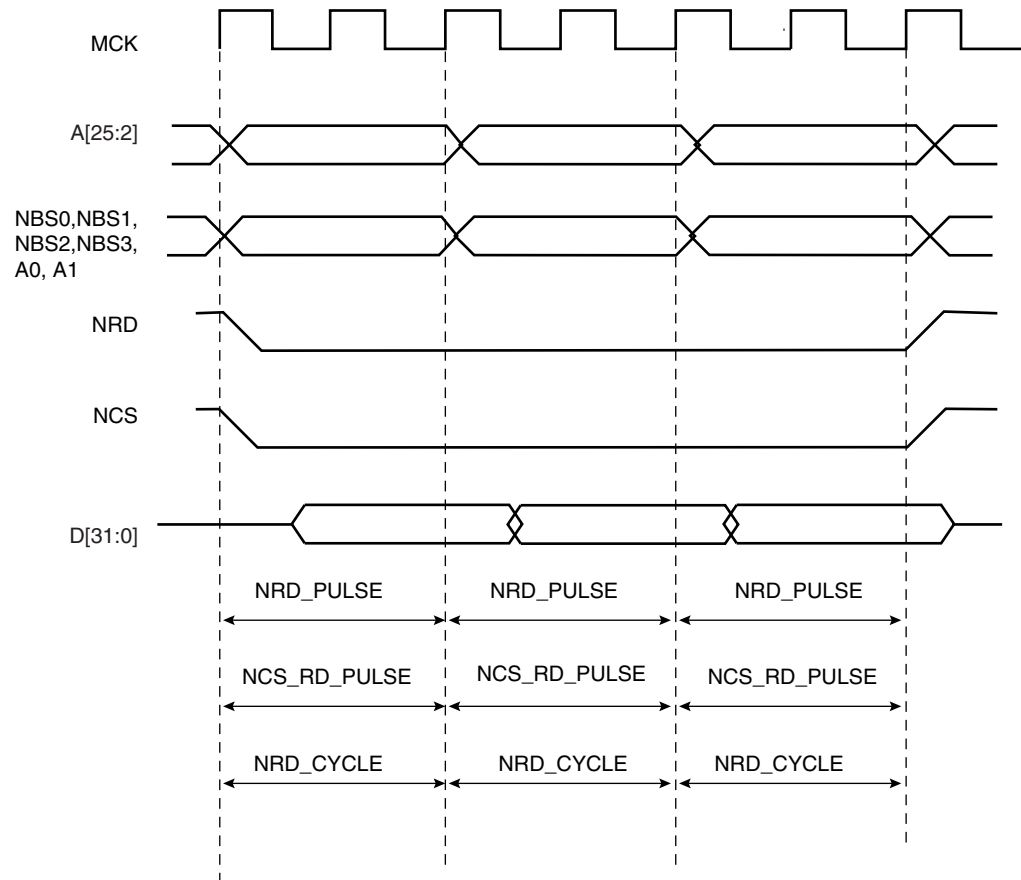 MCK
A[25:2]
NBS0,NBS1,
NBS2,NBS3,
A0, A1
NRD
NCS
D[31:0]
NRD_PULSE NRD_PULSE NRD_PULSE
NCS_RD_PULSE NCS_RD_PULSE NCS_RD_PULSE
NRD_CYCLE NRD_CYCLE NRD_CYCLE